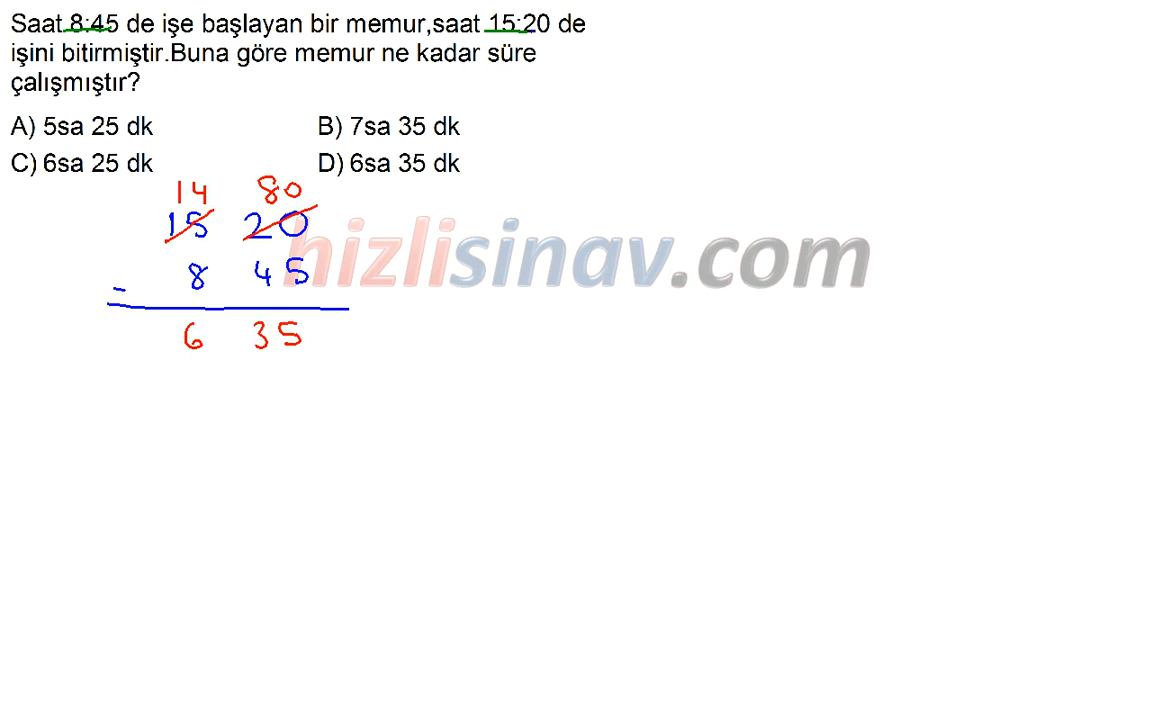 Saat 8:45 de işe başlayan bir memur,saat 15:20 de
işini bitirmiştir.Buna göre memur ne kadar süre
çalışmıştır?
A) 5sa 25 dk B) 7sa 35 dk
C) 6sa 25 dk D) 6sa 35 dk
14 80
15 20
hizlisinav.com
8 45
-
6 35